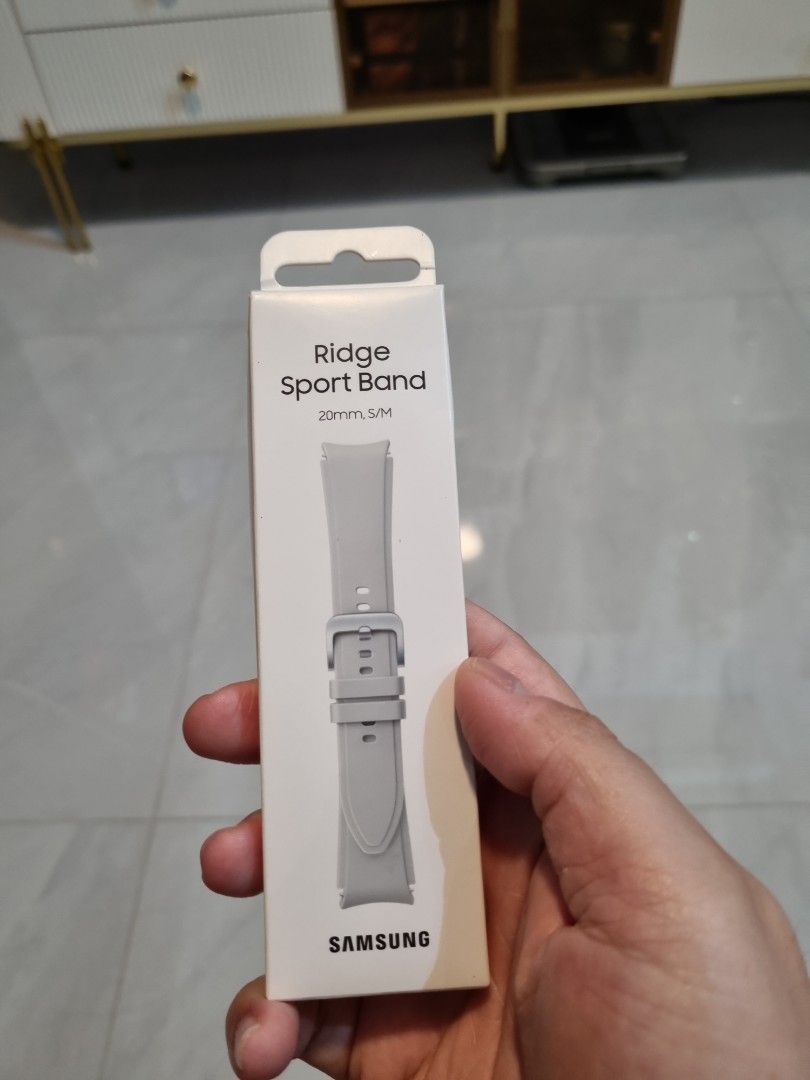 Ridge
Sport Band
20mm, S/M
SAMSUNG